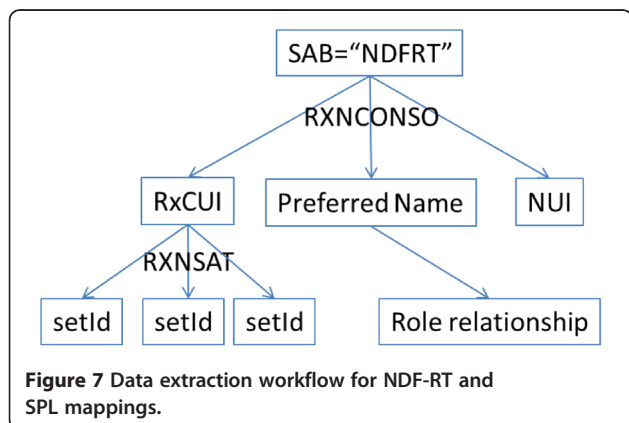 SAB="NDFRT"
RXNCONSO
RxCUI
Preferred Name
NUI
RXNSAT
setId
setId
setId
Role relationship
Figure 7 Data extraction workflow for NDF-RT and
SPL mappings.